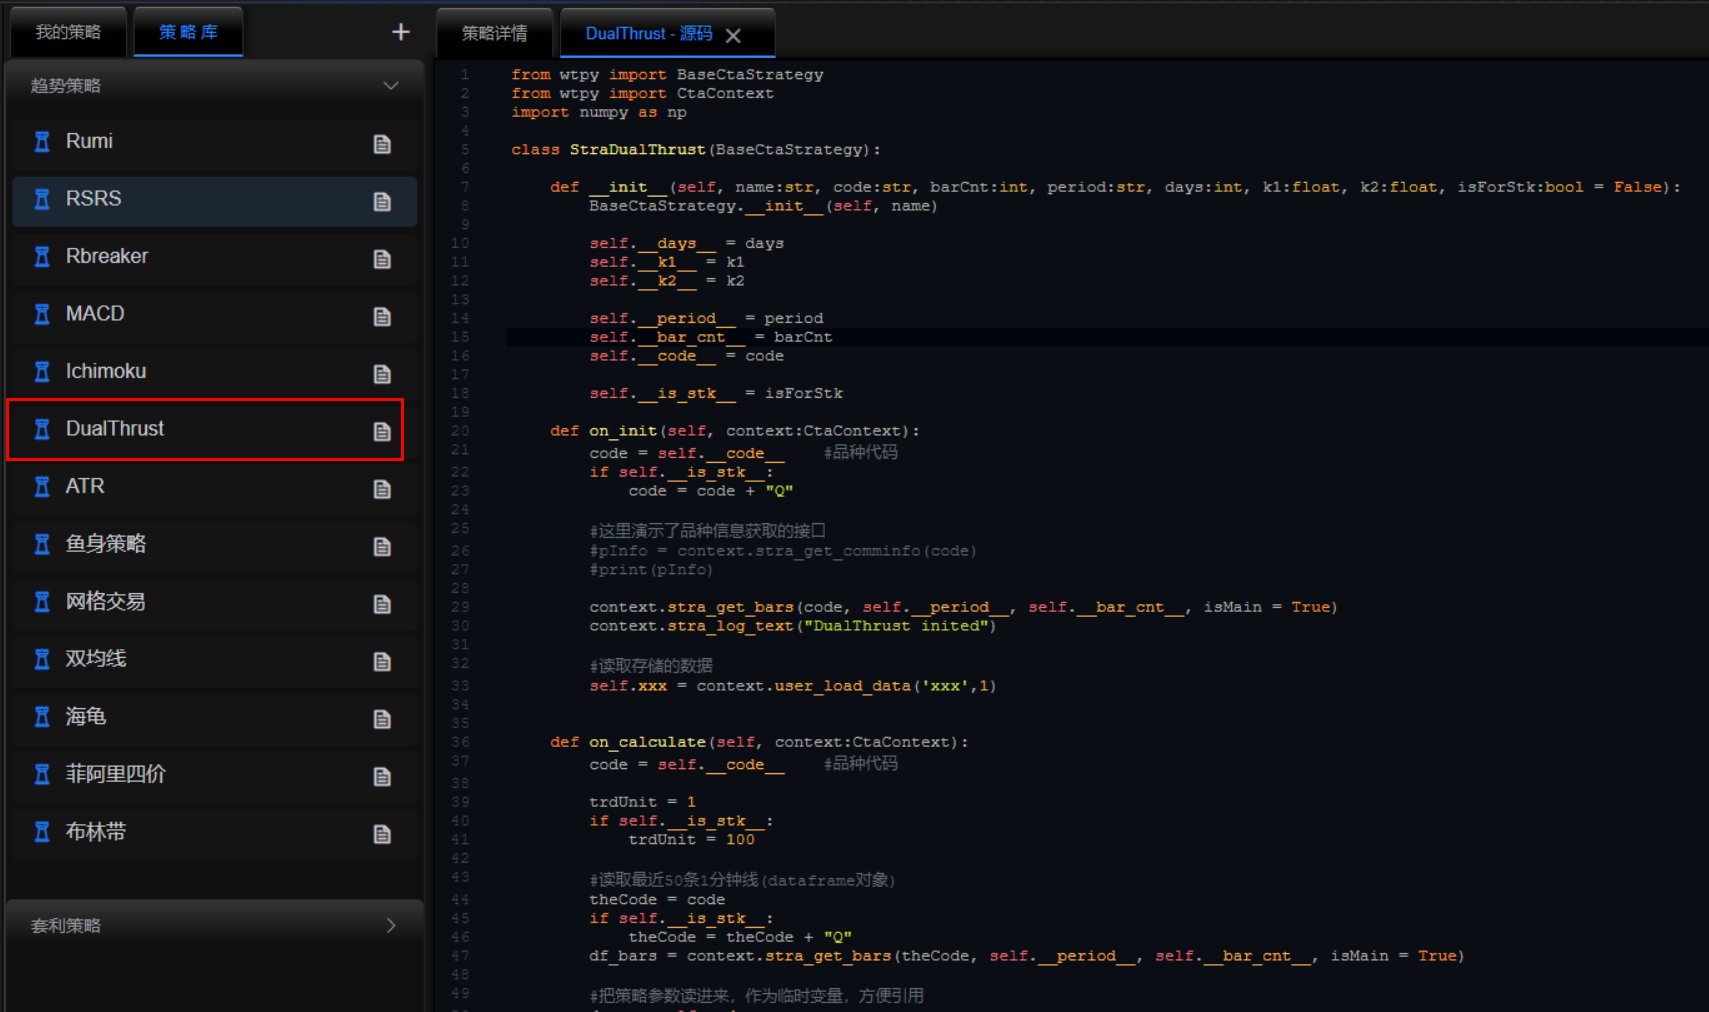 我的策略
策略库
策略详情
DualThrust - 源码
趋势策略
Rumi
RSRS
Rbreaker
MACD
Ichimoku
DualThrust
ATR
鱼身策略
网格交易
双均线
海龟
菲阿里四价
布林带
套利策略
1 from wtpy import BaseCtaStrategy
2 from wtpy import CtaContext
3 import numpy as np
4
5 class StraDualThrust(BaseCtaStrategy):
6
7 def __init__(self, name:str, code:str, barCnt:int, period:str, days:int, k1:float, k2:float, isForStk:bool = False):
8 BaseCtaStrategy.__init__(self, name)
9
10 self.__days__ = days
11 self.__k1__ = k1
12 self.__k2__ = k2
13
14 self.__period__ = period
15 self.__bar_cnt__ = barCnt
16 self.__code__ = code
17
18 self.__is_stk__ = isForStk
19
20 def on_init(self, context:CtaContext):
21 code = self.__code__ #品种代码
22 if self.__is_stk__:
23 code = code + "Q"
24
25 #这里演示了品种信息获取的接口
26 #pInfo = context.stra_get_comminfo(code)
27 #print(pInfo)
28
29 context.stra_get_bars(code, self.__period__, self.__bar_cnt__, isMain = True)
30 context.stra_log_text("DualThrust inited")
31
32 #读取存储的数据
33 self.xxx = context.user_load_data('xxx',1)
34
35
36 def on_calculate(self, context:CtaContext):
37 code = self.__code__ #品种代码
38
39 trdUnit = 1
40 if self.__is_stk__:
41 trdUnit = 100
42
43 #读取最近50条1分钟线(dataframe对象)
44 theCode = code
45 if self.__is_stk__:
46 theCode = theCode + "Q"
47 df_bars = context.stra_get_bars(theCode, self.__period__, self.__bar_cnt__, isMain = True)
48
49 #把策略参数读进来，作为临时变量，方便引用